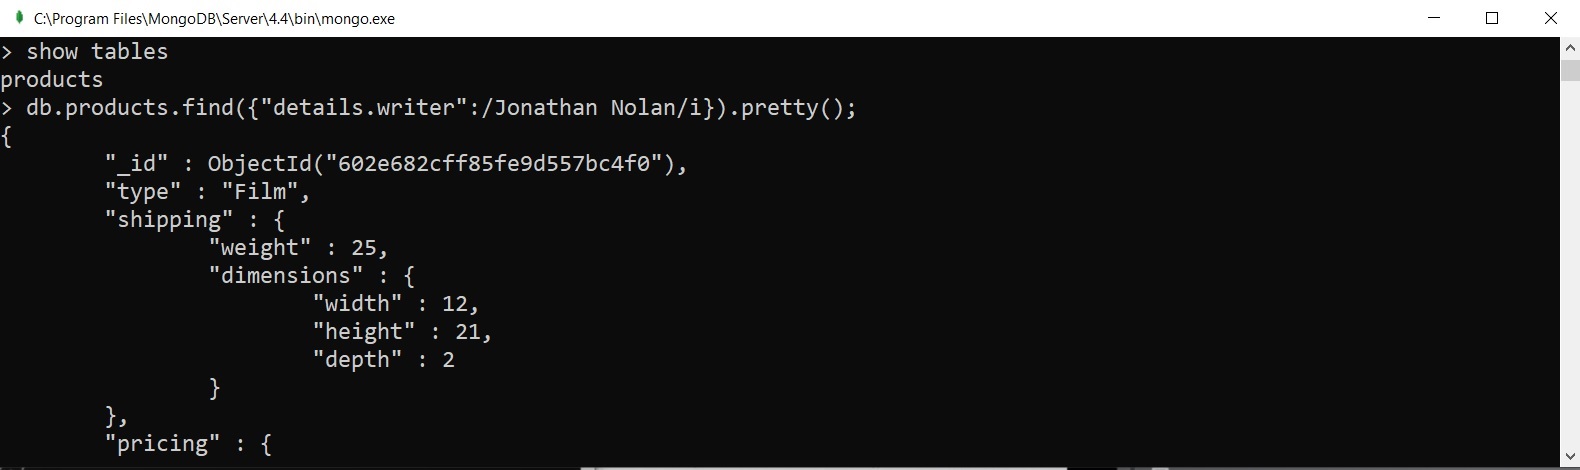 C:\Program Files\MongoDB\Server\4.4\bin\mongo.exe
> show tables
products
> db.products.find({"details.writer":/Jonathan Nolan/i}).pretty();
{
        "_id" : ObjectId("602e682cff85fe9d557bc4f0"),
        "type" : "Film",
        "shipping" : {
                "weight" : 25,
                "dimensions" : {
                        "width" : 12,
                        "height" : 21,
                        "depth" : 2
                }
        },
        "pricing" : {